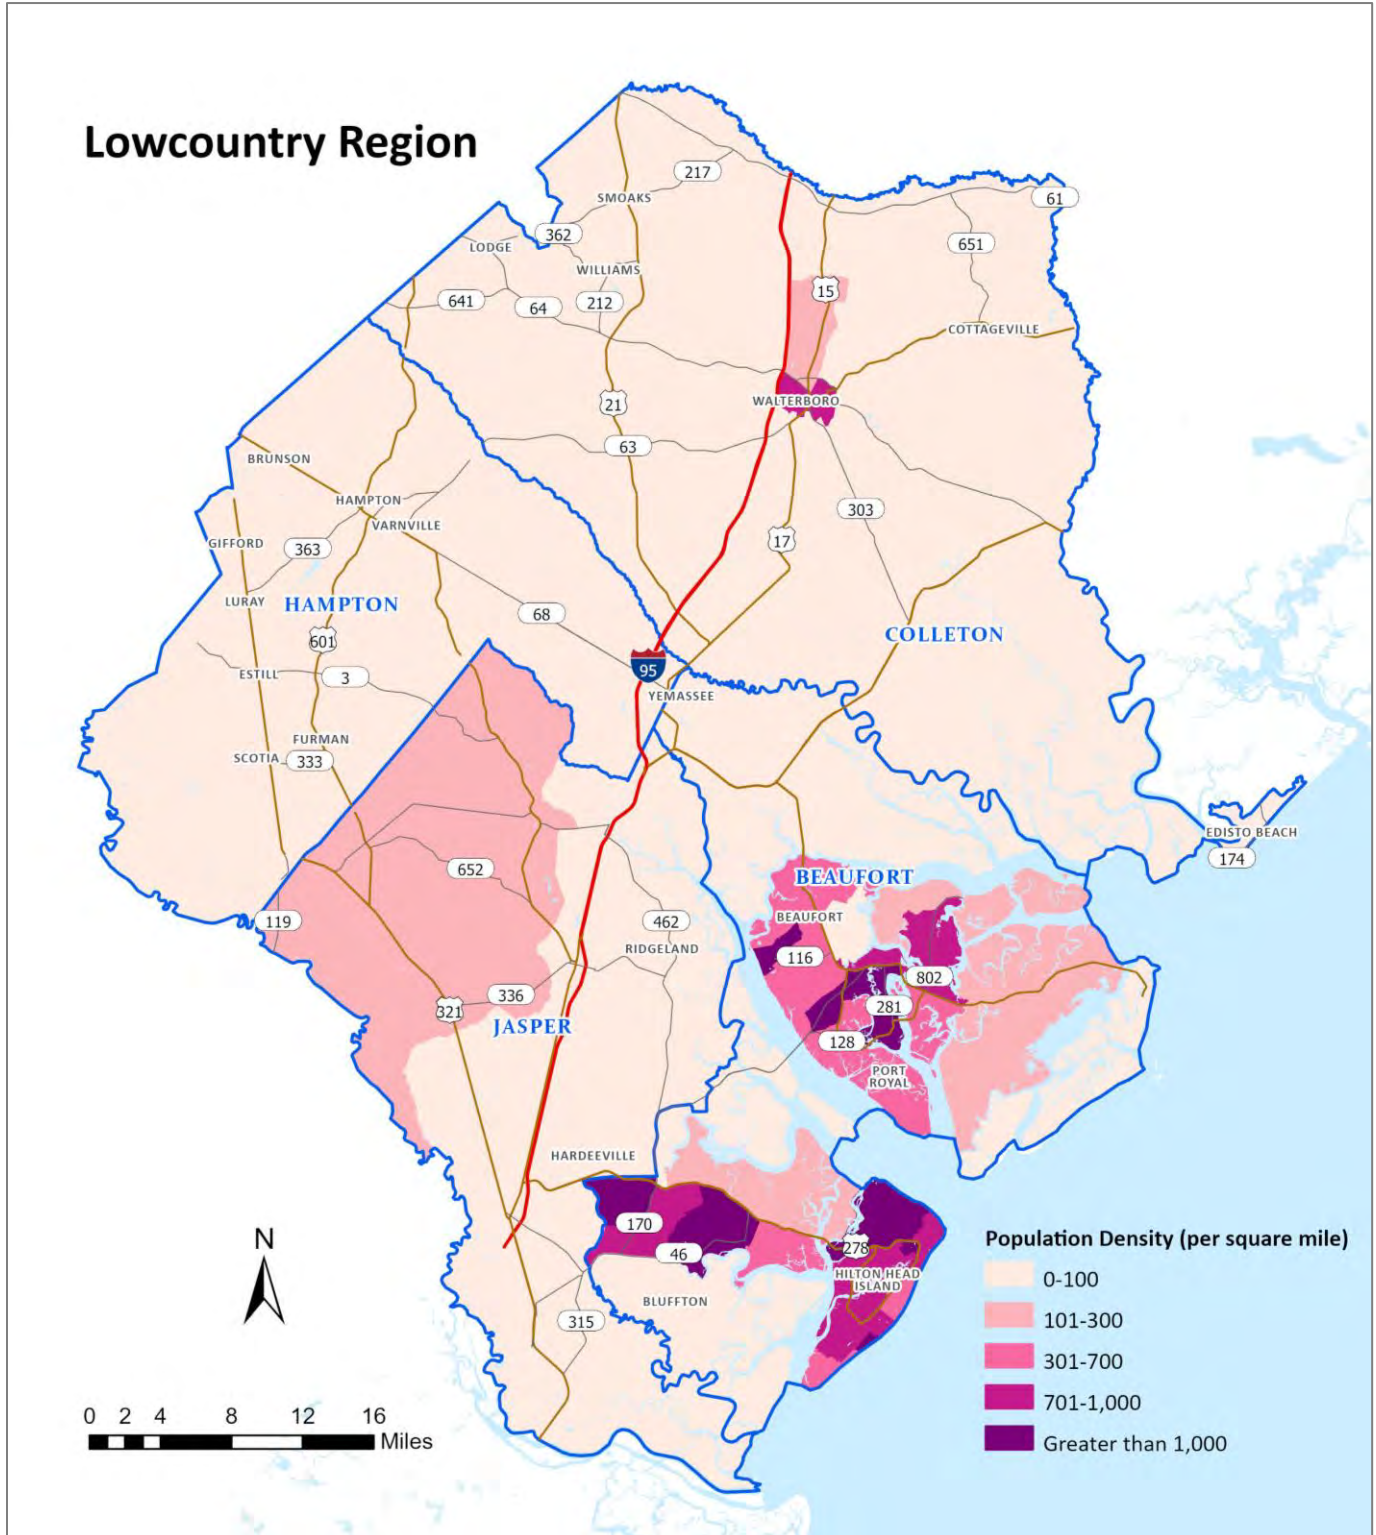 Lowcountry Region
217
61
SMOAKS
362
651
LODGE
WILLIAMS
15
641
64
212
COTTAGEVILLE
21
WALTERBORO
63
BRUNSON
HAMPTON
303
VARNVILLE
17
GIFFORD
363
LURAY
HAMPTON
68
COLLETON
601
95
ESTILL
3
YEMASSEE
FURMAN
SCOTIA
333
EDISTO BEACH
174
652
BEAUFORT
119
462
BEAUFORT
RIDGELAND
116
802
336
321
281
JASPER
128
PORT
ROYAL
HARDEEVILLE
170
46
278
HILTON HEAD
ISLAND
BLUFFTON
315
N
0 2 4 8 12 16
Miles
Population Density (per square mile)
0-100
101-300
301-700
701-1,000
Greater than 1,000